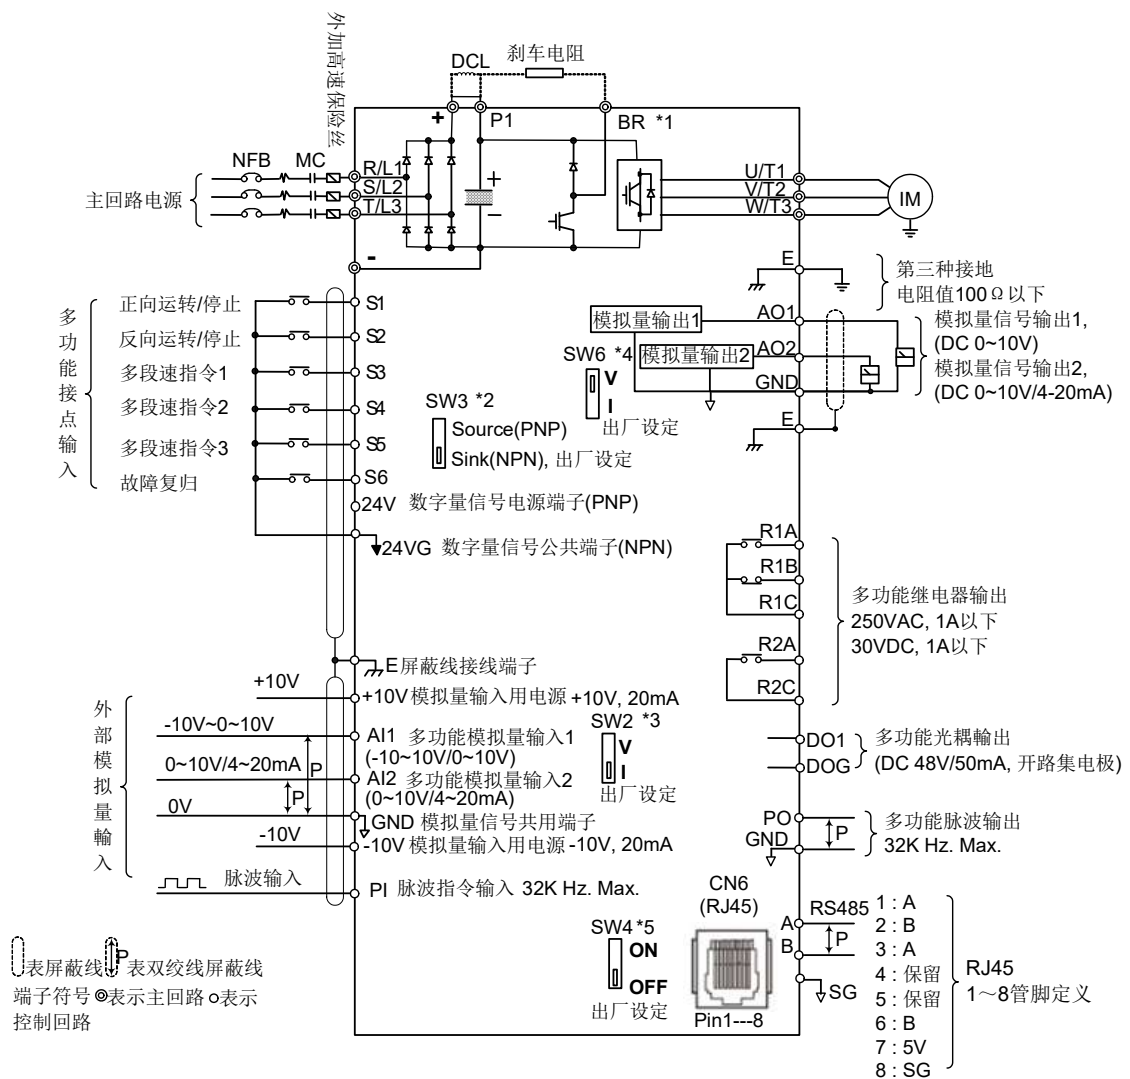 外加高速保险丝
DCL
刹车电阻
+
P1
BR *1
NFB
MC
R/L1
S/L2
T/L3
主回路电源
+
−
-
U/T1
V/T2
W/T3
IM
E
第三种接地
电阻值100Ω以下
多功能接点输入
正向运转/停止
S1
反向运转/停止
S2
多段速指令1
S3
多段速指令2
S4
多段速指令3
S5
故障复归
S6
24V 数字量信号电源端子(PNP)
24VG 数字量信号公共端子(NPN)
SW3 *2
Source(PNP)
Sink(NPN), 出厂设定
模拟量输出1
AO1
SW6 *4
模拟量输出2
AO2
V
GND
I
出厂设定
E
模拟量信号输出1,
(DC 0~10V)
模拟量信号输出2,
(DC 0~10V/4-20mA)
R1A
R1B
R1C
R2A
R2C
多功能继电器输出
250VAC, 1A以下
30VDC, 1A以下
E屏蔽线接线端子
外部模拟量輸入
+10V
+10V 模拟量输入用电源 +10V, 20mA
-10V~0~10V
AI1 多功能模拟量输入1
(-10~10V/0~10V)
0~10V/4~20mA
P
AI2 多功能模拟量输入2
(0~10V/4~20mA)
P
0V
GND 模拟量信号共用端子
-10V
-10V 模拟量输入用电源 -10V, 20mA
脉波输入
PI 脉波指令输入 32K Hz. Max.
SW2 *3
V
I
出厂设定
DO1
DOG
多功能光耦輸出
(DC 48V/50mA, 开路集电极)
PO
GND
P
多功能脉波输出
32K Hz. Max.
CN6
(RJ45)
Pin1---8
SW4 *5
ON
OFF
出厂设定
A
RS485
B
P
SG
1 : A
2 : B
3 : A
4 : 保留
5 : 保留
6 : B
7 : 5V
8 : SG
RJ45
1～8管脚定义
表屏蔽线
P
表双绞线屏蔽线
端子符号 表示主回路 表示
控制回路